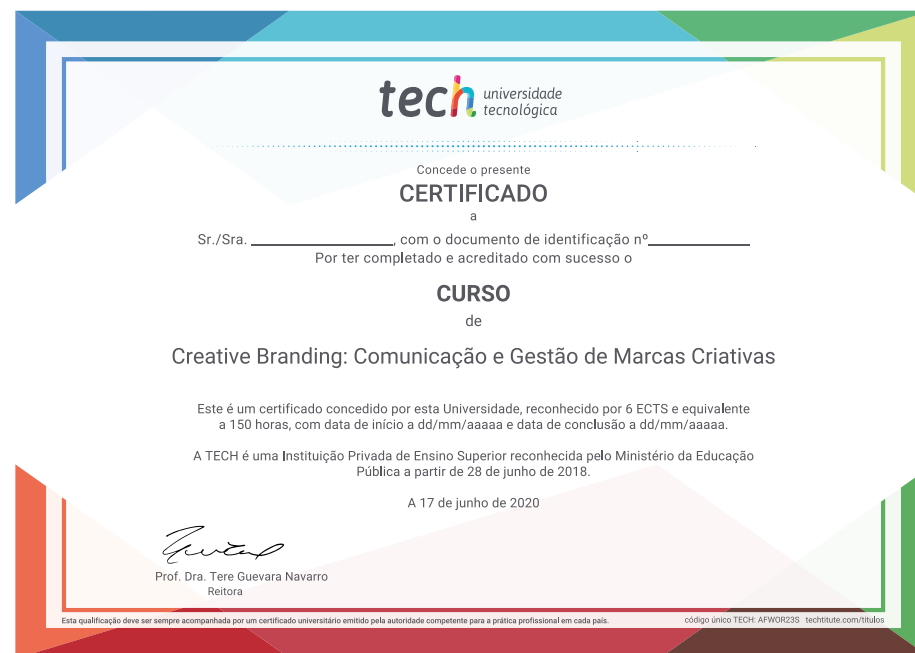 tech universidade
tecnológica
Concede o presente
CERTIFICADO
a
Sr./Sra. ______________, com o documento de identificação nº__________
Por ter completado e acreditado com sucesso o
CURSO
de
Creative Branding: Comunicação e Gestão de Marcas Criativas
Este é um certificado concedido por esta Universidade, reconhecido por 6 ECTS e equivalente
a 150 horas, com data de início a dd/mm/aaaaa e data de conclusão a dd/mm/aaaaa.
A TECH é uma Instituição Privada de Ensino Superior reconhecida pelo Ministério da Educação
Pública a partir de 28 de junho de 2018.
A 17 de junho de 2020
Prof. Dra. Tere Guevara Navarro
Reitora
Esta qualificação deve ser sempre acompanhada por um certificado universitário emitido pela autoridade competente para a prática profissional em cada país. código único TECH: AFWOR23S techtitute.com/titulos